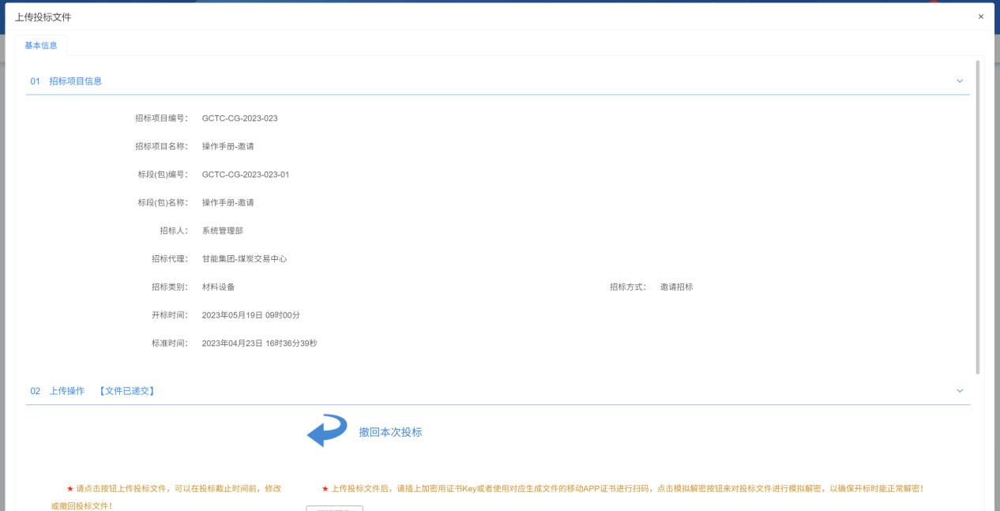 上传投标文件
×
基本信息
01 招标项目信息
招标项目编号： GCTC-CG-2023-023
招标项目名称： 操作手册-邀请
标段(包)编号： GCTC-CG-2023-023-01
标段(包)名称： 操作手册-邀请
招标人： 系统管理部
招标代理： 甘能集团-煤炭交易中心
招标类别： 材料设备 招标方式： 邀请招标
开标时间： 2023年05月19日 09时00分
标准时间： 2023年04月23日 16时36分39秒
02 上传操作 【文件已递交】
撤回本次投标
★ 请点击按钮上传投标文件，可以在投标截止时间前，修改
或撤回投标文件！
★ 上传投标文件后，请插上加密用证书Key或者使用对应生成文件的移动APP证书进行扫码，点击模拟解密按钮来对投标文件进行模拟解密，以确保开标时能正常解密！